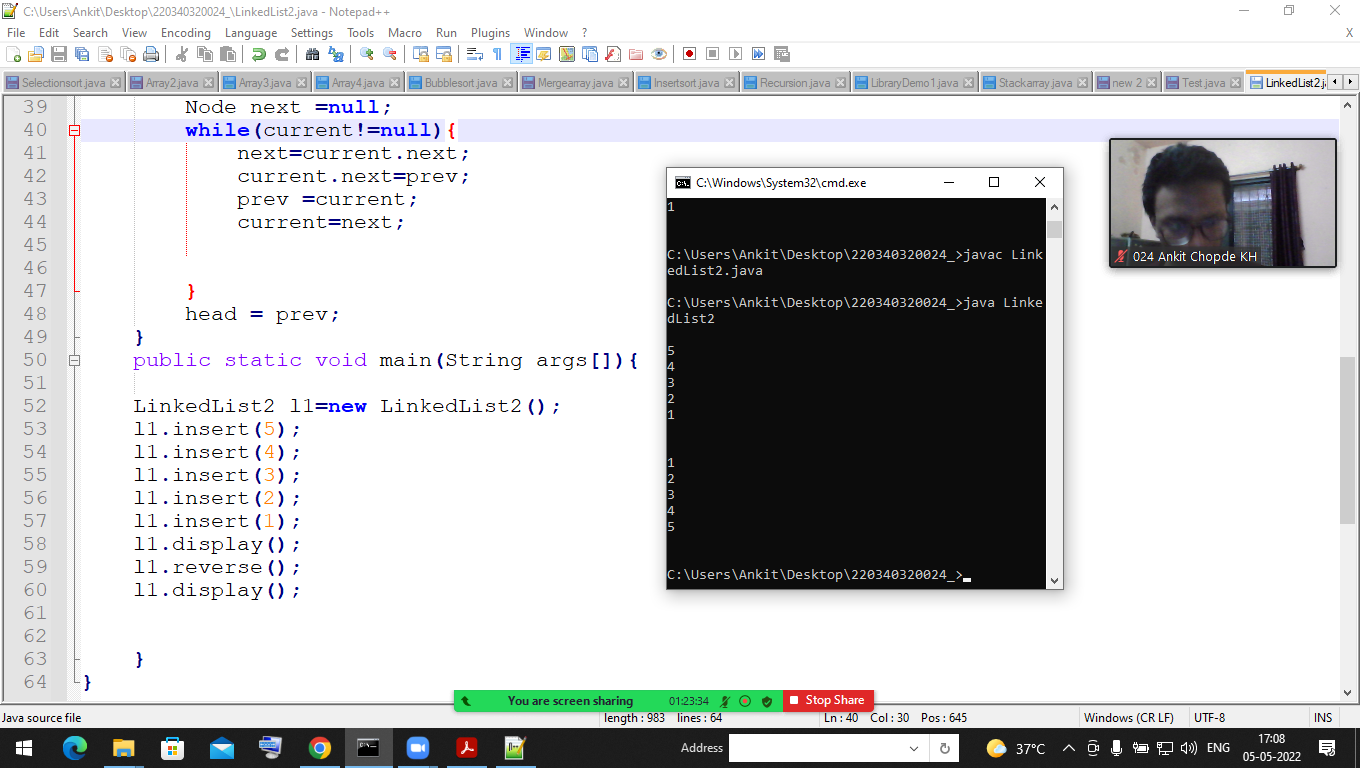 C:\Users\Ankit\Desktop\220340320024_\LinkedList2.java - Notepad++
File Edit Search View Encoding Language Settings Tools Macro Run Plugins Window ? X
Selectionsort.java Array2.java Array3.java Array4.java Bubblesort.java Mergearray.java Insertsort.java Recursion.java LibraryDemo1.java Stackarray.java new 2 Test.java LinkedList2.j
39 Node next =null;
40 while(current!=null){
41 next=current.next;
42 current.next=prev;
43 prev =current;
44 current=next;
45
46
47 }
48 head = prev;
49 }
50 public static void main(String args[]){
51
52 LinkedList2 l1=new LinkedList2();
53 l1.insert(5);
54 l1.insert(4);
55 l1.insert(3);
56 l1.insert(2);
57 l1.insert(1);
58 l1.display();
59 l1.reverse();
60 l1.display();
61
62
63 }
64 }
C:\Windows\System32\cmd.exe
1
C:\Users\Ankit\Desktop\220340320024_>javac Link
edList2.java
C:\Users\Ankit\Desktop\220340320024_>java Linke
dList2
5
4
3
2
1
1
2
3
4
5
C:\Users\Ankit\Desktop\220340320024_>
024 Ankit Chopde KH
You are screen sharing 01:23:34 Stop Share
Java source file length : 983 lines : 64 Ln : 40 Col : 30 Pos : 645 Windows (CR LF) UTF-8 INS
Address 37°C ENG 17:08
05-05-2022